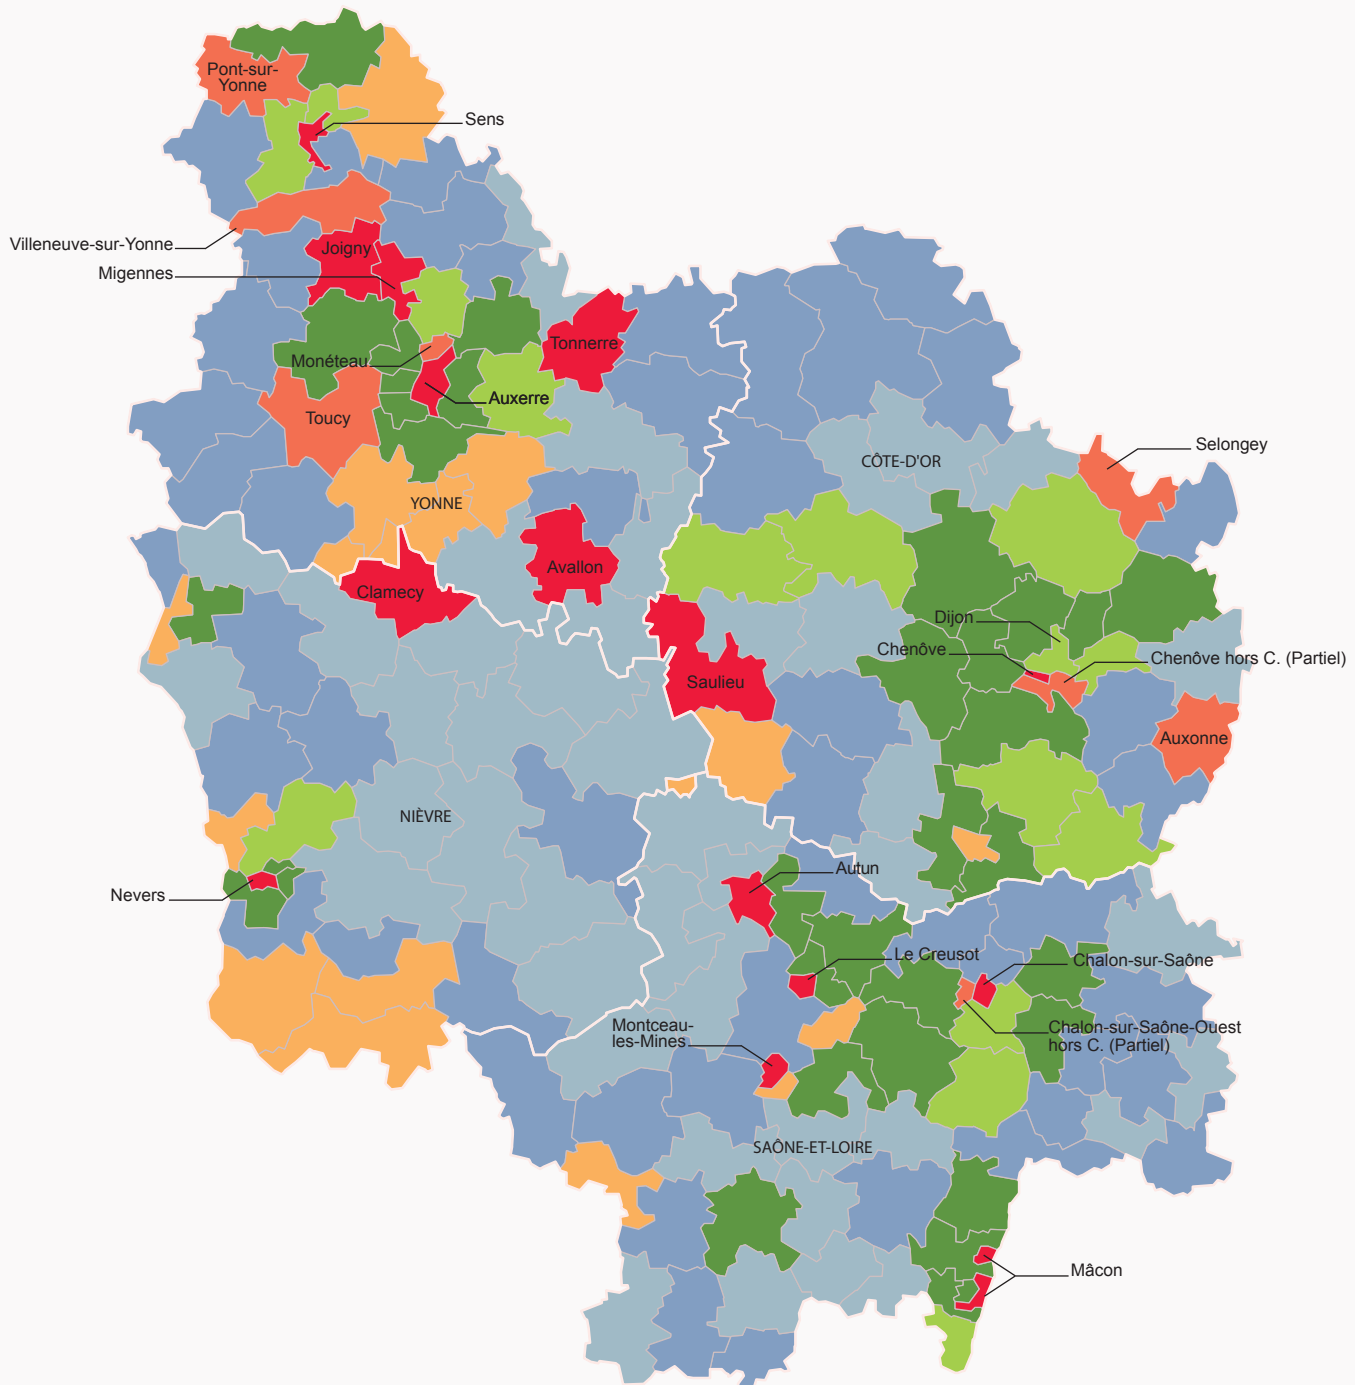 Pont-sur-
Yonne
Sens
Villeneuve-sur-Yonne
Joigny
Migennes
Tonnerre
Monéteau
Auxerre
Toucy
Selongey
CÔTE-D'OR
YONNE
Avallon
Clamecy
Dijon
Chenôve
Chenôve hors C. (Partiel)
Saulieu
Auxonne
NIÈVRE
Autun
Nevers
Le Creusot
Chalon-sur-Saône
Montceau-
les-Mines
Chalon-sur-Saône-Ouest
hors C. (Partiel)
SAÔNE-ET-LOIRE
Mâcon